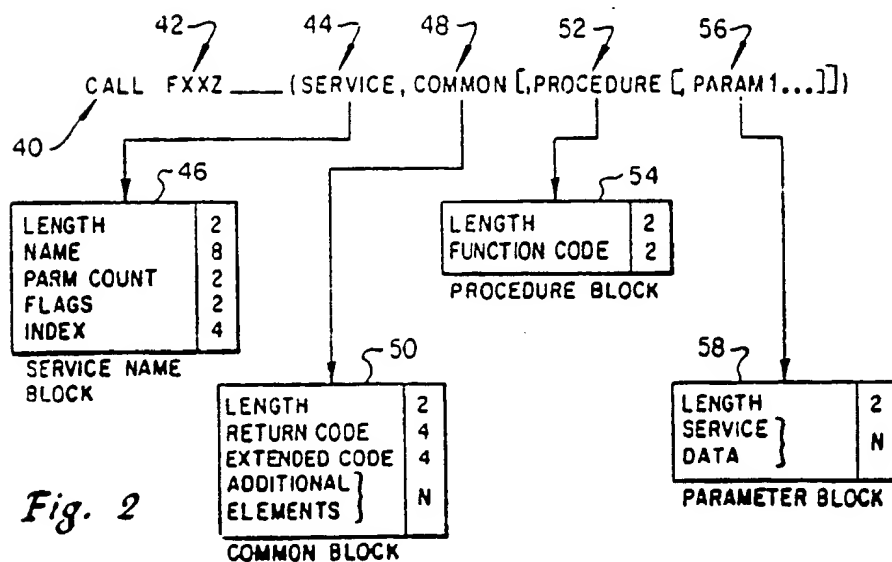 42 44 48 52 56
CALL FXXZ____(SERVICE,COMMON[,PROCEDURE[,PARAM1...]])
40
46
LENGTH 2
NAME 8
PARM COUNT 2
FLAGS 2
INDEX 4
SERVICE NAME
BLOCK
54
LENGTH 2
FUNCTION CODE 2
PROCEDURE BLOCK
50
LENGTH 2
RETURN CODE 4
EXTENDED CODE 4
ADDITIONAL
ELEMENTS } N
COMMON BLOCK
58
LENGTH 2
SERVICE
DATA } N
PARAMETER BLOCK
Fig. 2